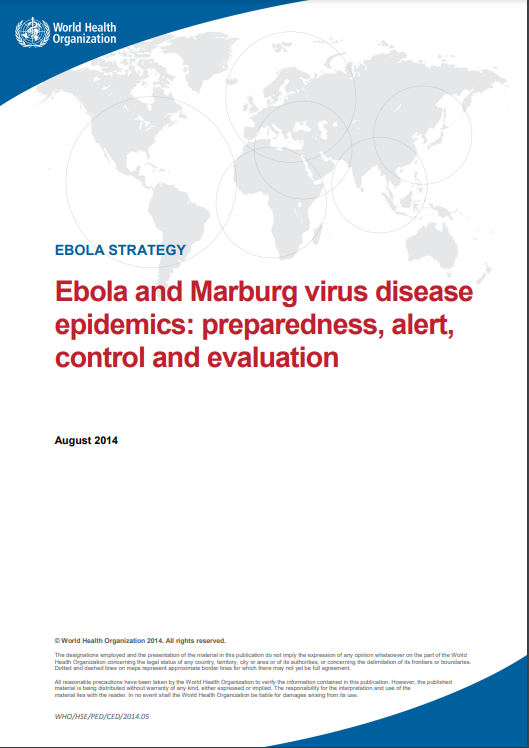 World Health
Organization
EBOLA STRATEGY
Ebola and Marburg virus disease
epidemics: preparedness, alert,
control and evaluation
August 2014
© World Health Organization 2014. All rights reserved.
The designations employed and the presentation of the material in this publication do not imply the expression of any opinion whatsoever on the part of the World
Health Organization concerning the legal status of any country, territory, city or area or of its authorities, or concerning the delimitation of its frontiers or boundaries.
Dotted and dashed lines on maps represent approximate border lines for which there may not yet be full agreement.
All reasonable precautions have been taken by the World Health Organization to verify the information contained in this publication. However, the published
material is being distributed without warranty of any kind, either expressed or implied. The responsibility for the interpretation and use of the
material lies with the reader. In no event shall the World Health Organization be liable for damages arising from its use.
WHO/HSE/PED/CED/2014.05